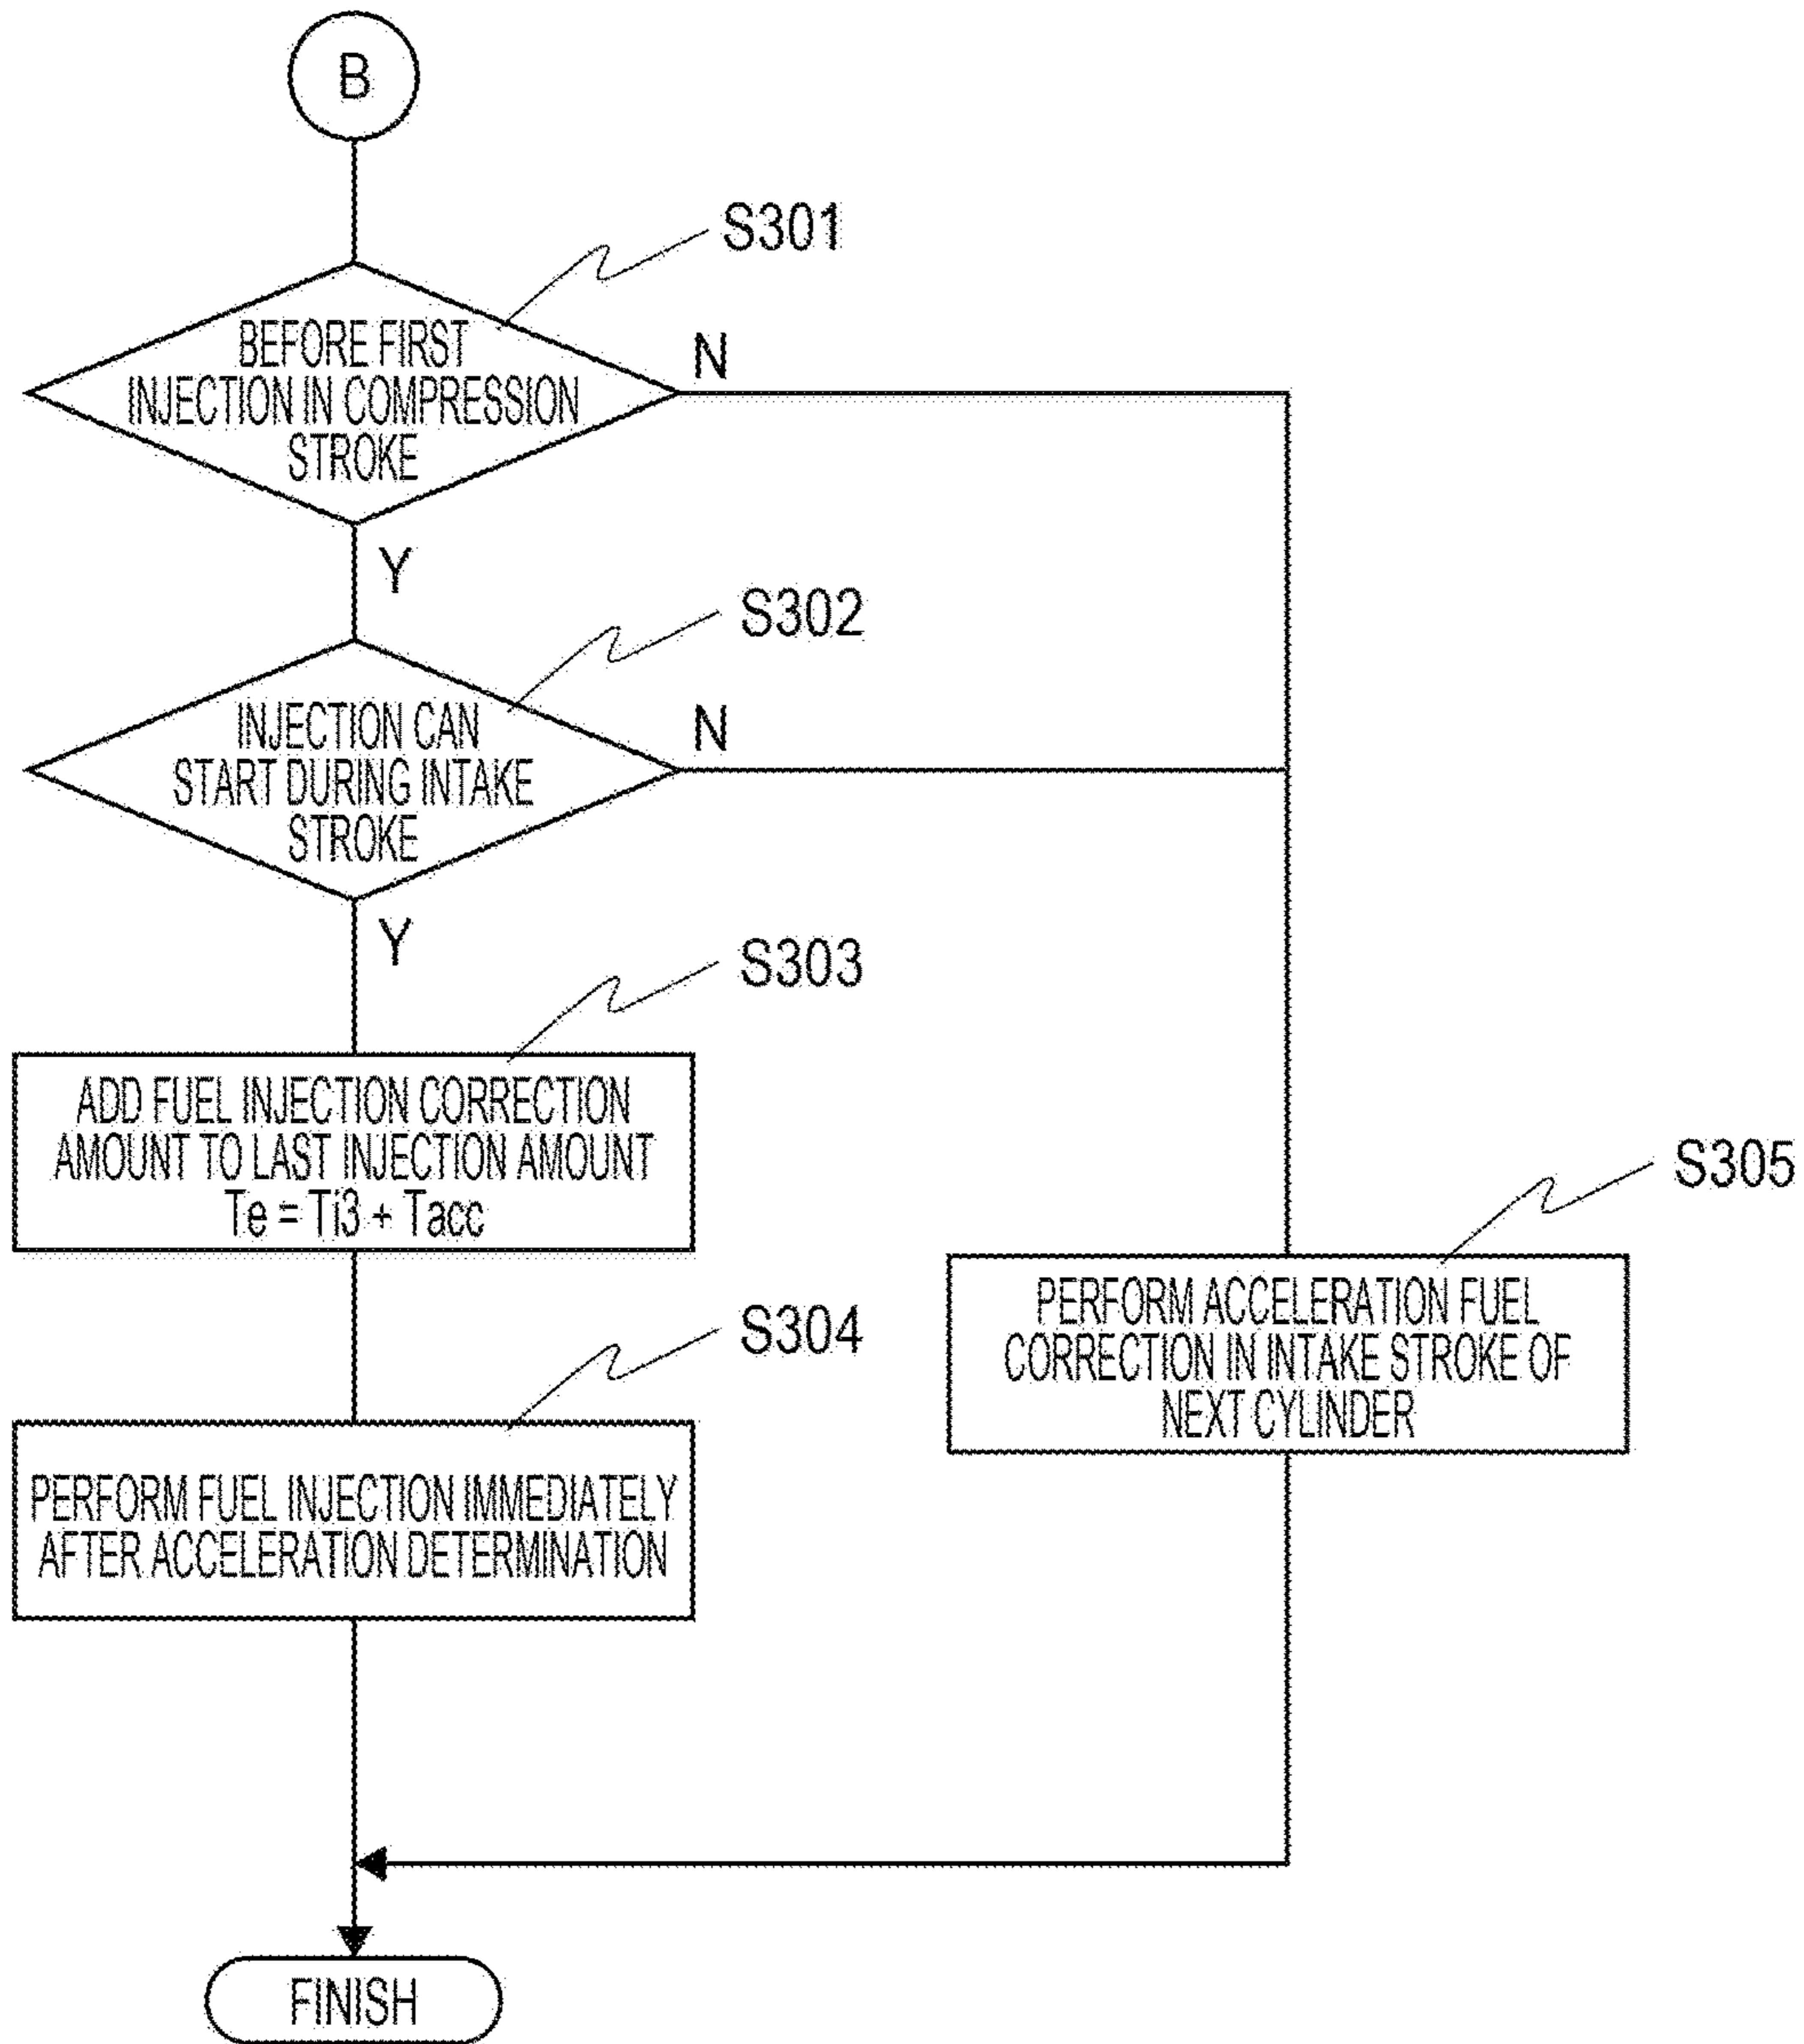 B
S301
BEFORE FIRST
INJECTION IN COMPRESSION
STROKE
N
Y
S302
INJECTION CAN
START DURING INTAKE
STROKE
N
Y
S303
ADD FUEL INJECTION CORRECTION
AMOUNT TO LAST INJECTION AMOUNT
Te = Ti3 + Tacc
S305
PERFORM ACCELERATION FUEL
CORRECTION IN INTAKE STROKE OF
NEXT CYLINDER
S304
PERFORM FUEL INJECTION IMMEDIATELY
AFTER ACCELERATION DETERMINATION
FINISH